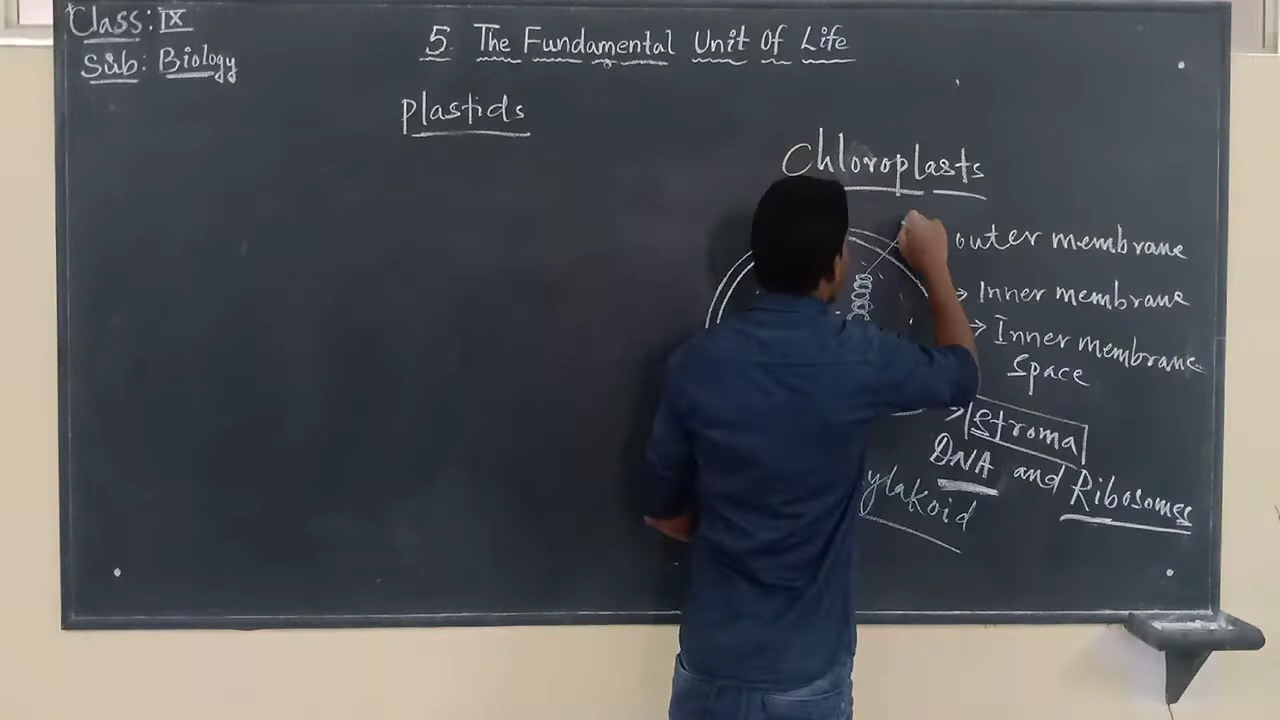 Class: IX
Sub: Biology
5. The Fundamental Unit Of Life
Plastids
Chloroplasts
outer membrane
Inner membrane
Inner membrane
Space
Stroma
DNA and Ribosomes
ylakoid